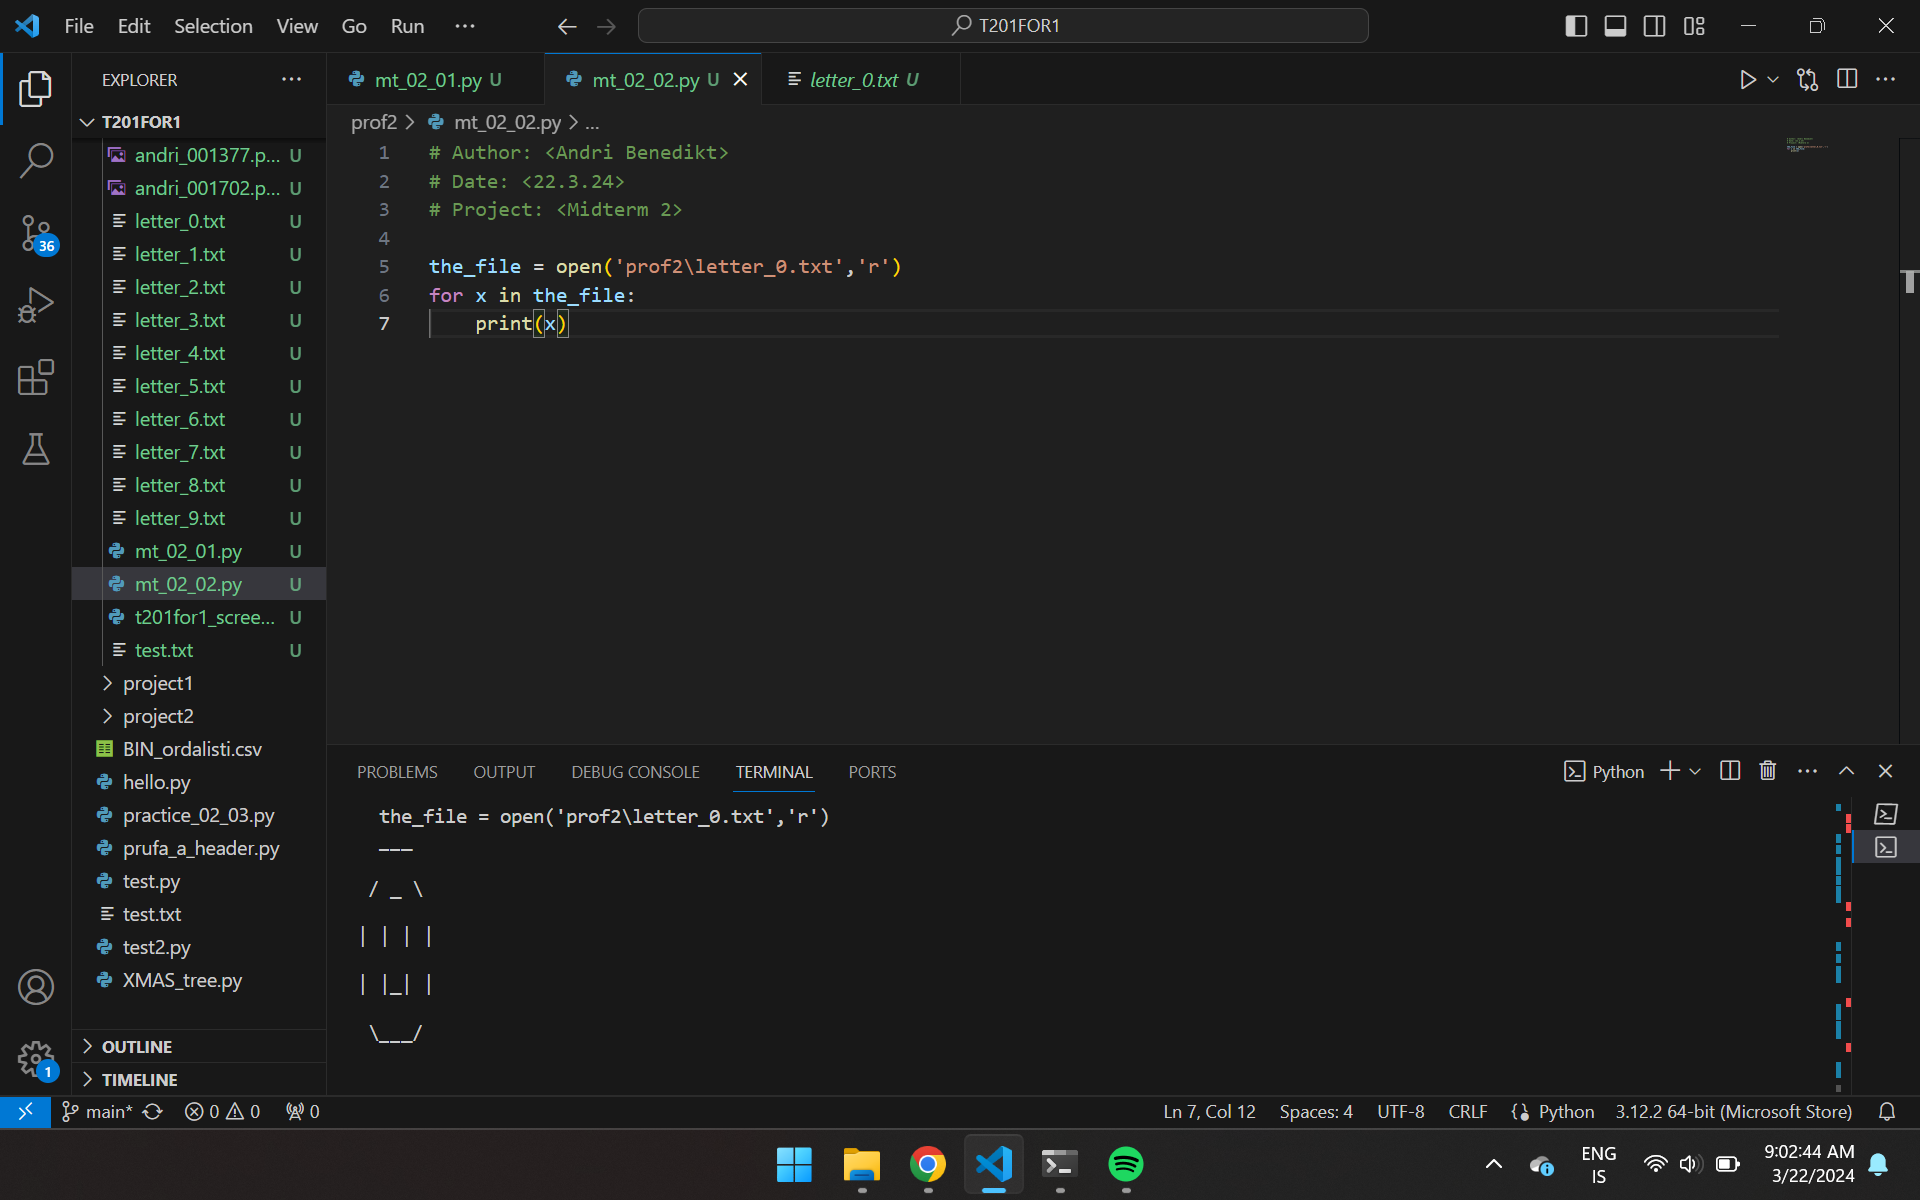 File Edit Selection View Go Run ···
T201FOR1
EXPLORER ···
T201FOR1
andri_001377.p... U
andri_001702.p... U
letter_0.txt U
letter_1.txt U
letter_2.txt U
letter_3.txt U
letter_4.txt U
letter_5.txt U
letter_6.txt U
letter_7.txt U
letter_8.txt U
letter_9.txt U
mt_02_01.py U
mt_02_02.py U
t201for1_scree... U
test.txt U
project1
project2
BIN_ordalisti.csv
hello.py
practice_02_03.py
prufa_a_header.py
test.py
test.txt
test2.py
XMAS_tree.py
OUTLINE
TIMELINE
36
1
mt_02_01.py U
mt_02_02.py U
letter_0.txt U
prof2 > mt_02_02.py > ...
1 # Author: <Andri Benedikt>
2 # Date: <22.3.24>
3 # Project: <Midterm 2>
4
5 the_file = open('prof2\letter_0.txt','r')
6 for x in the_file:
7     print(x)
PROBLEMS OUTPUT DEBUG CONSOLE TERMINAL PORTS
Python
  the_file = open('prof2\letter_0.txt','r')
  ___
 / _ \
| | | |
| |_| |
 \___/
main* 0 0 0
Ln 7, Col 12 Spaces: 4 UTF-8 CRLF Python 3.12.2 64-bit (Microsoft Store)
ENG
IS
9:02:44 AM
3/22/2024